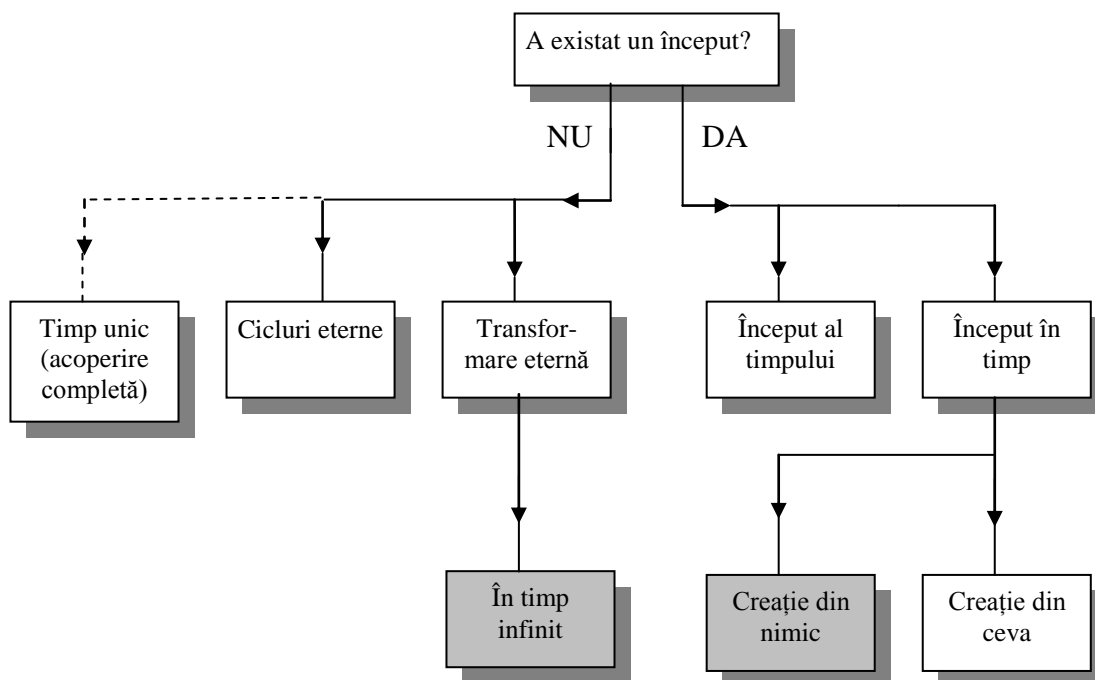 A existat un început?
NU
DA
Timp unic
(acoperire
completă)
Cicluri eterne
Transfor-
mare eternă
Început al
timpului
Început în
timp
În timp
infinit
Creație din
nimic
Creație din
ceva